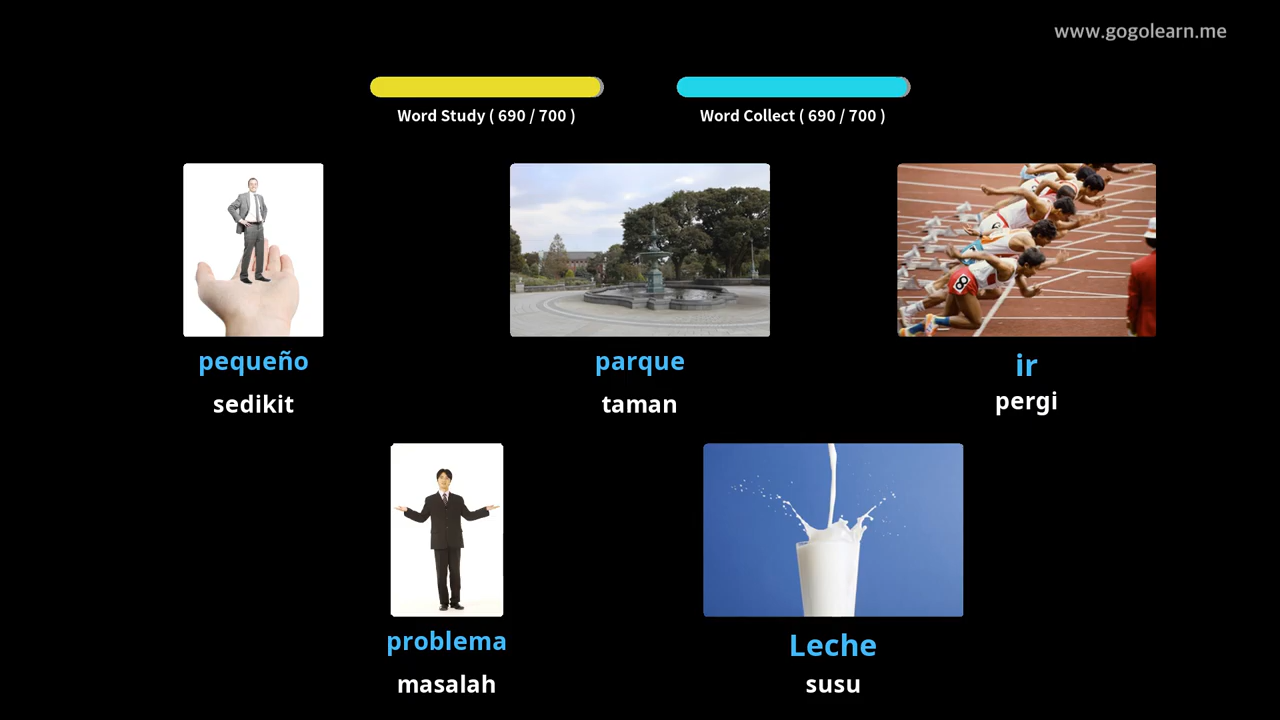 www.gogolearn.me
Word Study ( 690 / 700 )
Word Collect ( 690 / 700 )
pequeño
sedikit
parque
taman
ir
pergi
8
problema
masalah
Leche
susu